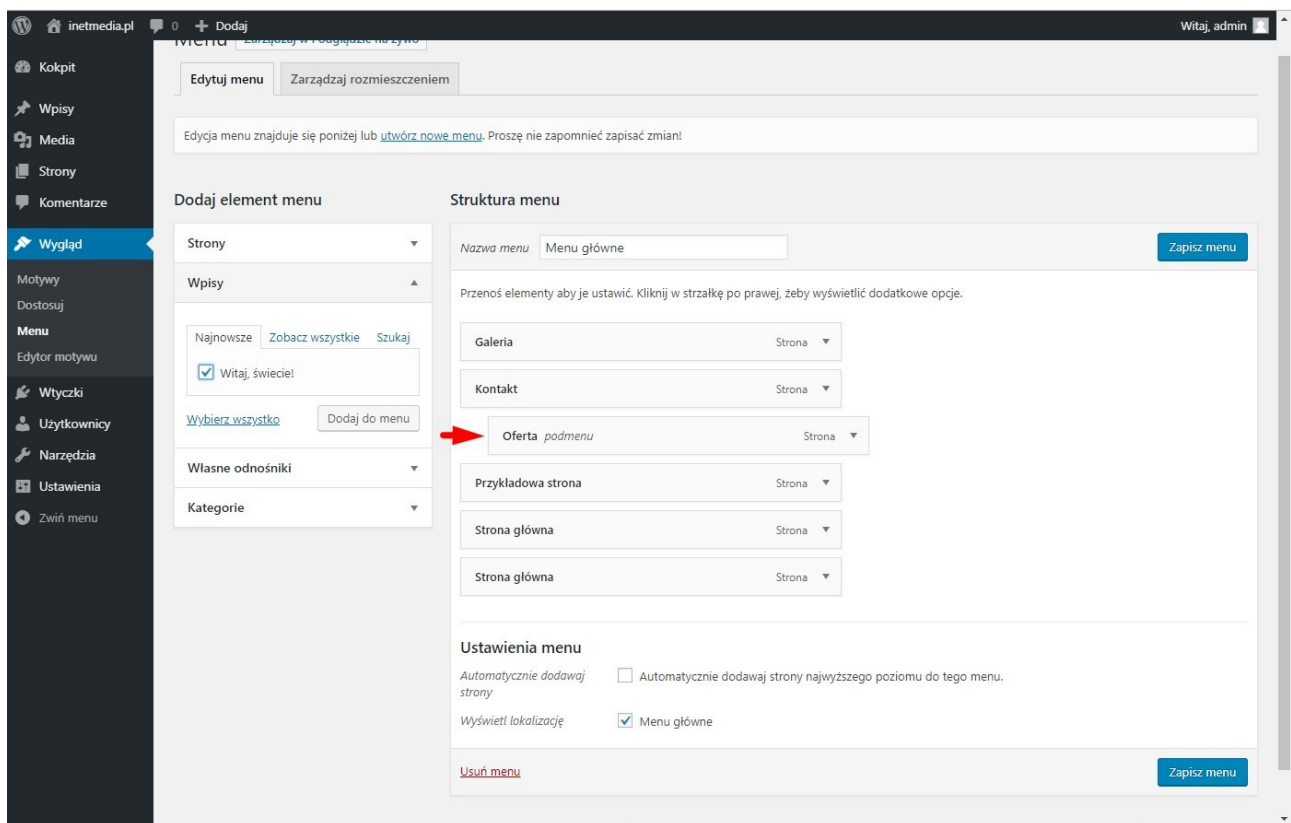 inetmedia.pl 0 + Dodaj Witaj, admin
Menu Zarządzaj w Podglądzie na żywo
Kokpit
Wpisy
Media
Strony
Komentarze
Wygląd
Motywy
Dostosuj
Menu
Edytor motywu
Wtyczki
Użytkownicy
Narzędzia
Ustawienia
Zwiń menu
Edytuj menu Zarządzaj rozmieszczeniem
Edycja menu znajduje się poniżej lub utwórz nowe menu. Proszę nie zapomnieć zapisać zmian!
Dodaj element menu
Strony
Wpisy
Najnowsze Zobacz wszystkie Szukaj
Witaj, świecie!
Wybierz wszystko Dodaj do menu
Własne odnośniki
Kategorie
Struktura menu
Nazwa menu Menu główne Zapisz menu
Przenoś elementy aby je ustawić. Kliknij w strzałkę po prawej, żeby wyświetlić dodatkowe opcje.
Galeria Strona
Kontakt Strona
Oferta podmenu Strona
Przykładowa strona Strona
Strona główna Strona
Strona główna Strona
Ustawienia menu
Automatycznie dodawaj
strony
Automatycznie dodawaj strony najwyższego poziomu do tego menu.
Wyświetl lokalizację Menu główne
Usuń menu Zapisz menu